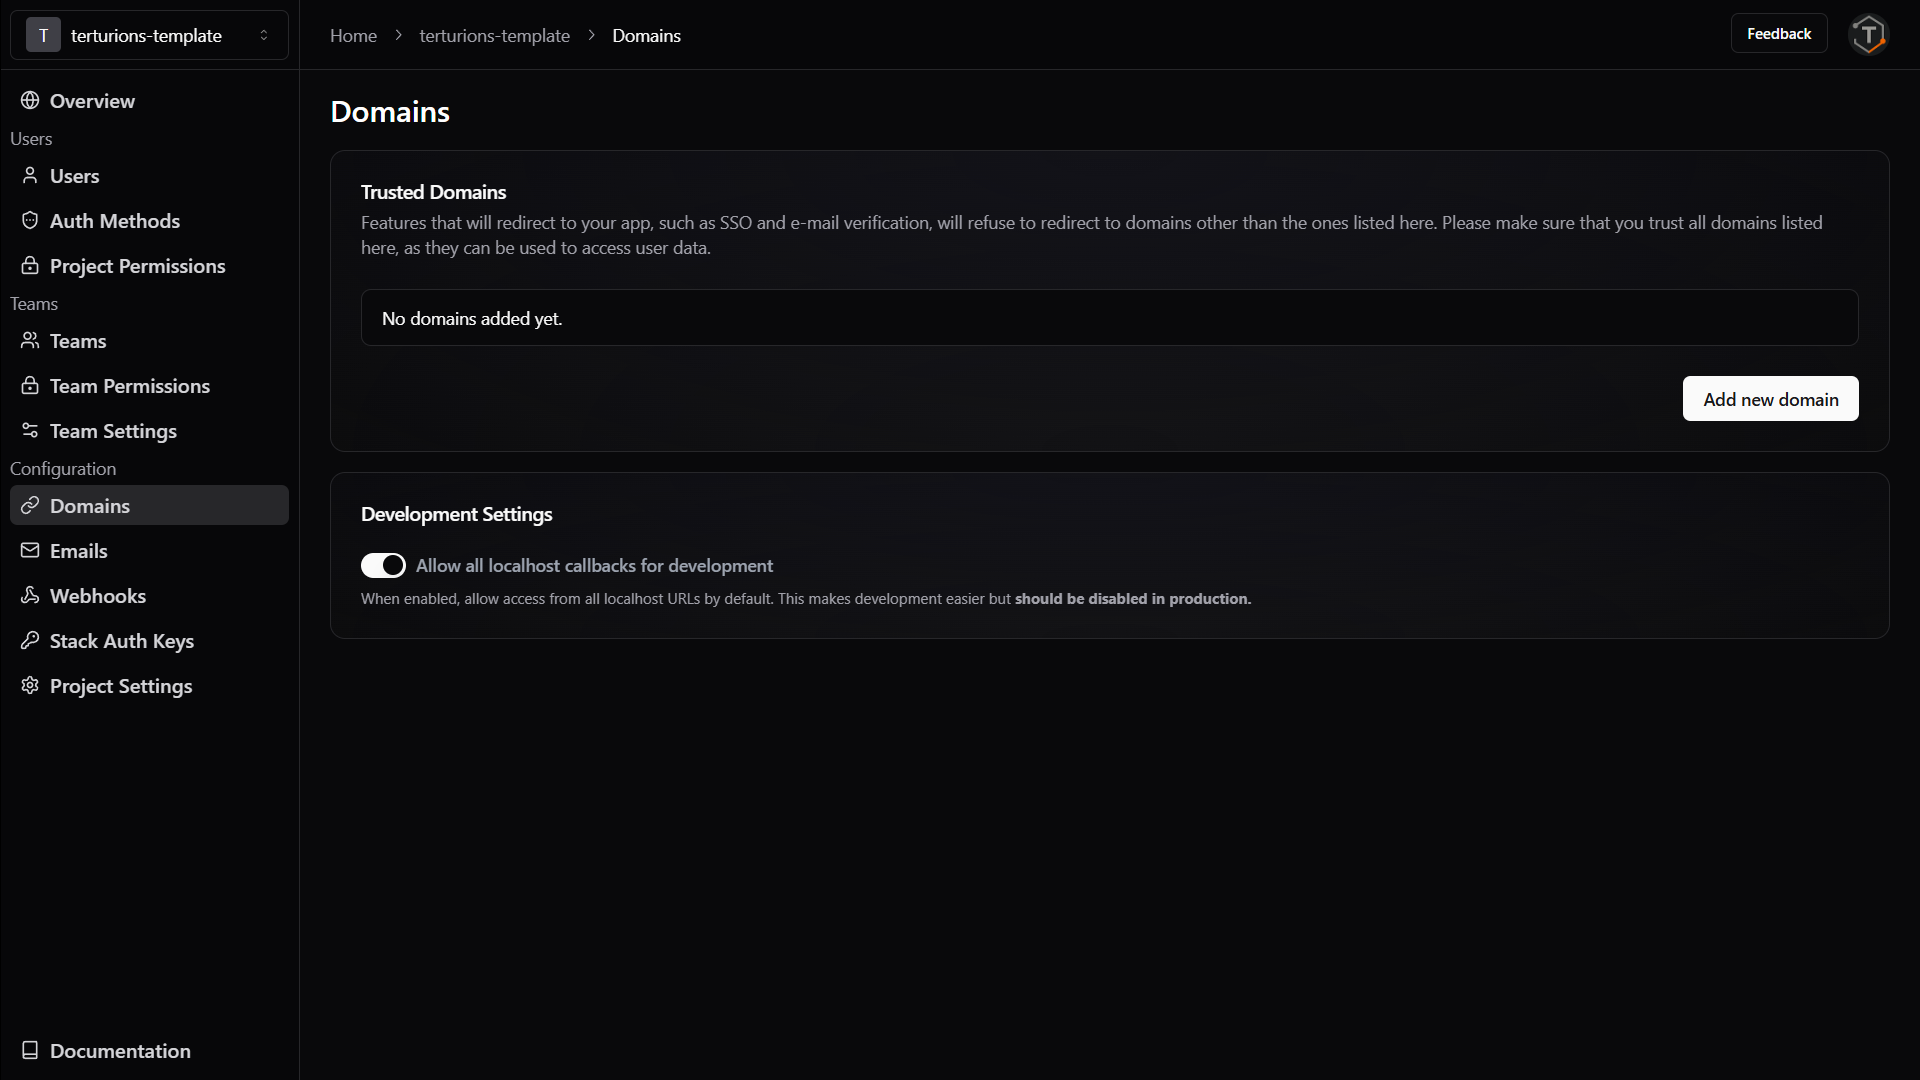 T terturions-template
Home > terturions-template > Domains
Feedback
T
Overview
Users
Users
Auth Methods
Project Permissions
Teams
Teams
Team Permissions
Team Settings
Configuration
Domains
Emails
Webhooks
Stack Auth Keys
Project Settings
Documentation
Domains
Trusted Domains
Features that will redirect to your app, such as SSO and e-mail verification, will refuse to redirect to domains other than the ones listed here. Please make sure that you trust all domains listed
here, as they can be used to access user data.
No domains added yet.
Add new domain
Development Settings
Allow all localhost callbacks for development
When enabled, allow access from all localhost URLs by default. This makes development easier but should be disabled in production.